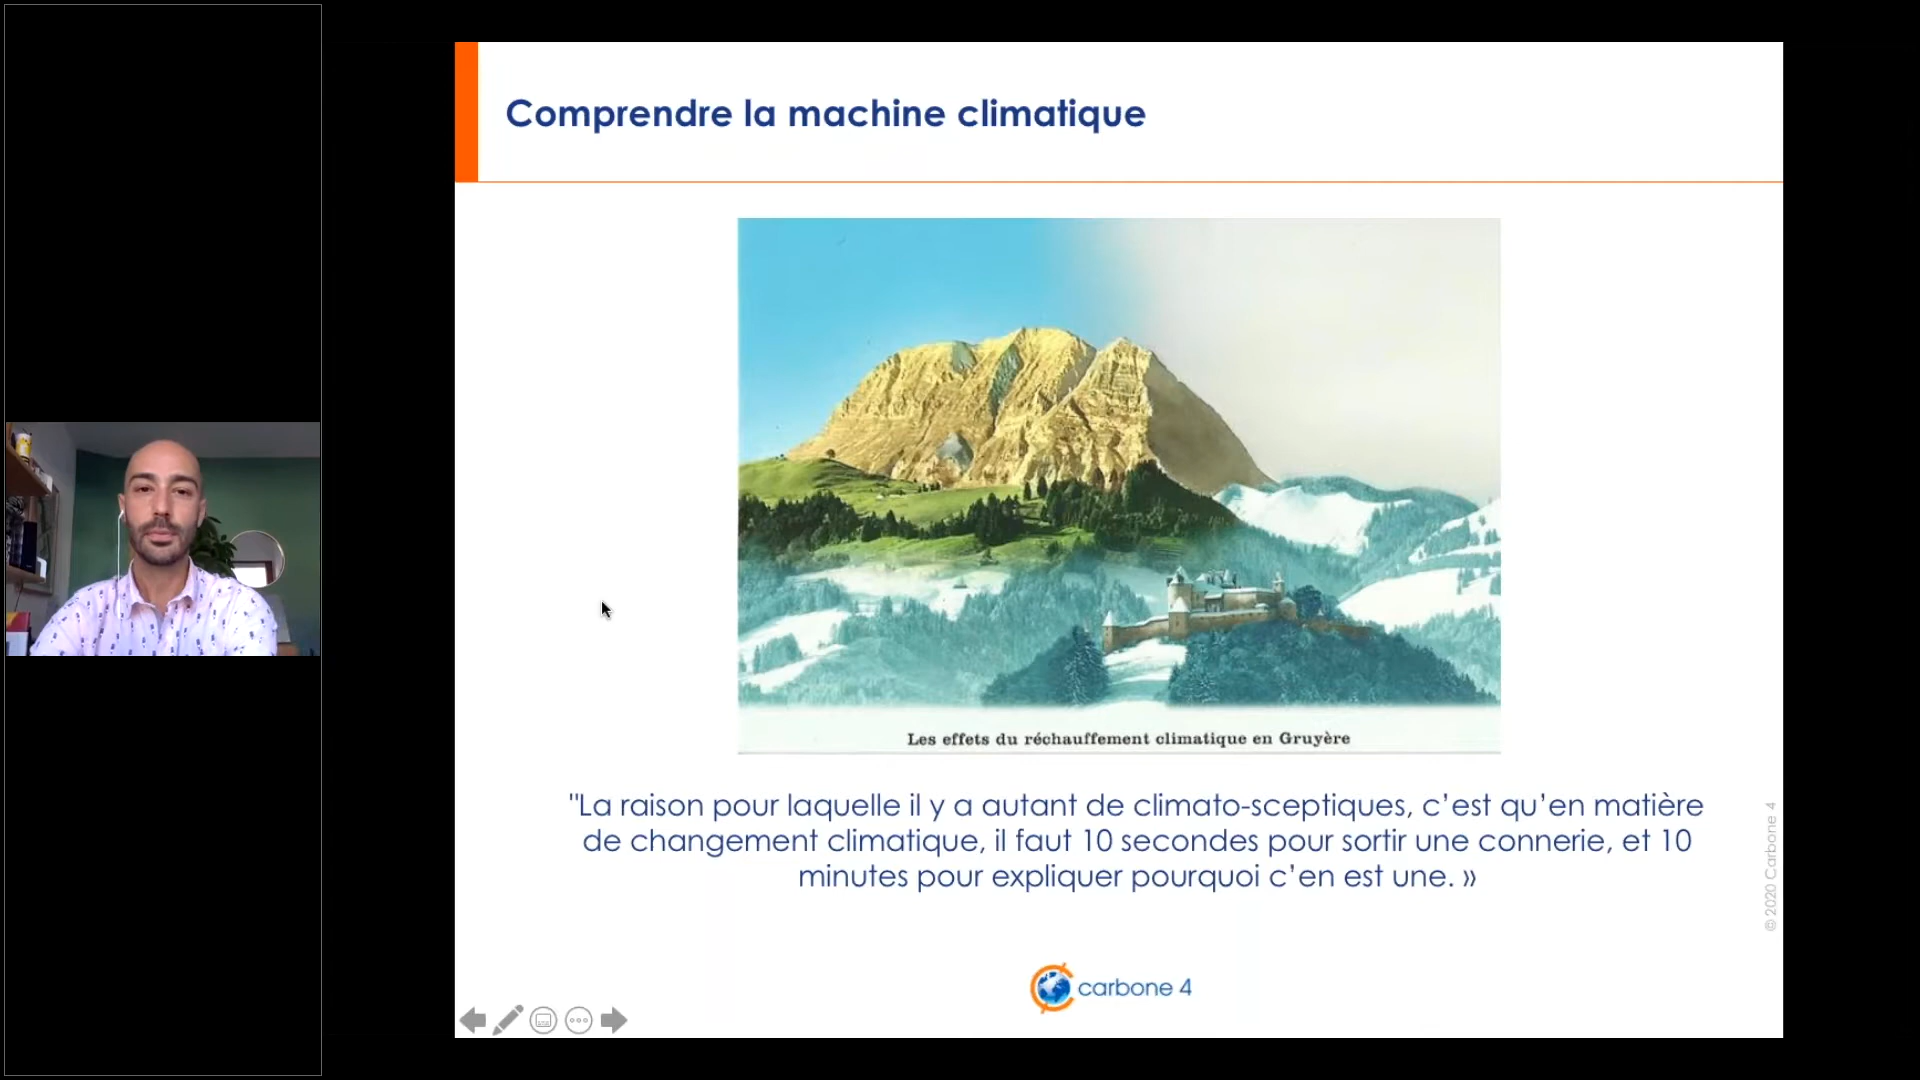 Comprendre la machine climatique
Les effets du réchauffement climatique en Gruyère
"La raison pour laquelle il y a autant de climato-sceptiques, c’est qu’en matière
de changement climatique, il faut 10 secondes pour sortir une connerie, et 10
minutes pour expliquer pourquoi c’en est une. »
© 2020 Carbone 4
carbone 4